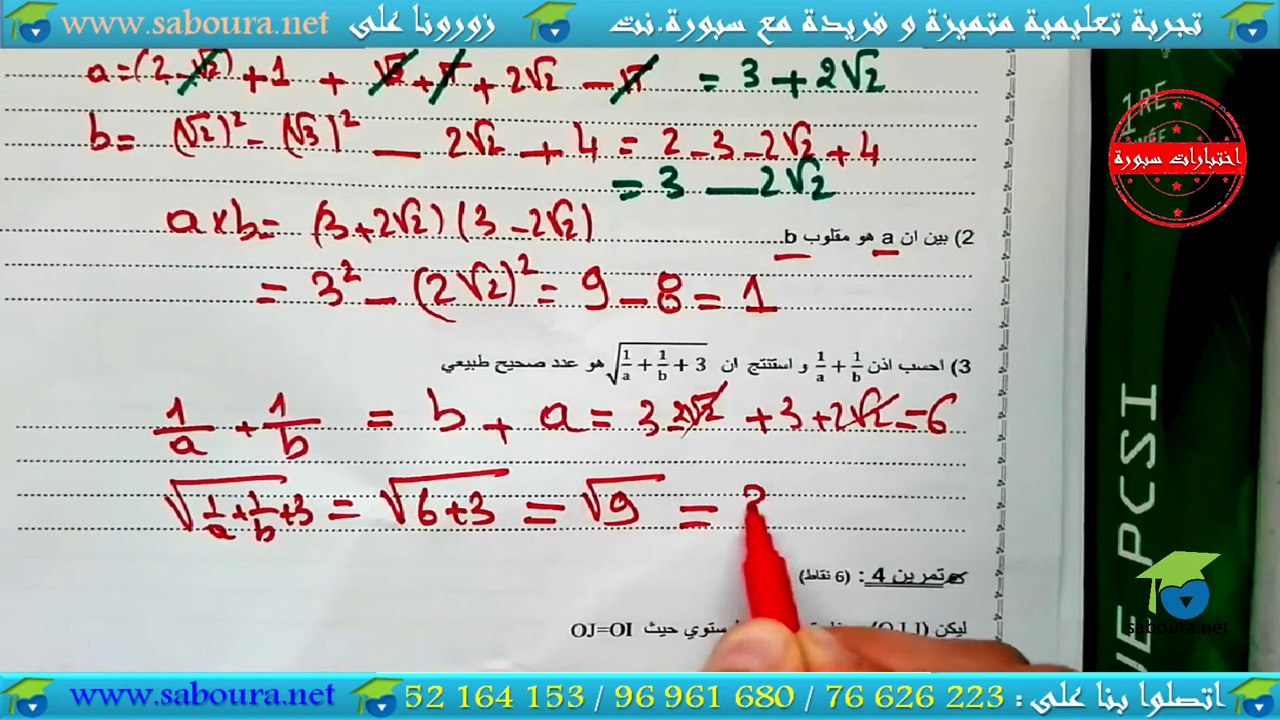 www.saboura.net زورونا على تجربة تعليمية متميزة و فريدة مع سبورة.نت
a=(2-√2)+1 + √2+π+2√2 -π = 3+2√2
1RE
b= (√2)² - (√3)² - 2√2 + 4 = 2-3-2√2+4
اختبارات سبورة
= 3 - 2√2
a×b= (3+2√2)(3-2√2)
2) بين ان a هو مقلوب b
= 3² - (2√2)² = 9 - 8 = 1
3) احسب اذن 1/a + 1/b و استنتج ان √(1/a + 1/b + 3) هو عدد صحيح طبيعي
1/a + 1/b = b + a = 3-2√2 +3+2√2 =6
√(1/a+1/b+3) = √(6+3) = √9 =
تمرين 4 : (6 نقاط)
ليكن
ستوي حيث OJ=OI
PCSI
saboura.net
www.saboura.net 52 164 153 / 96 961 680 / 76 626 223 : اتصلوا بنا على